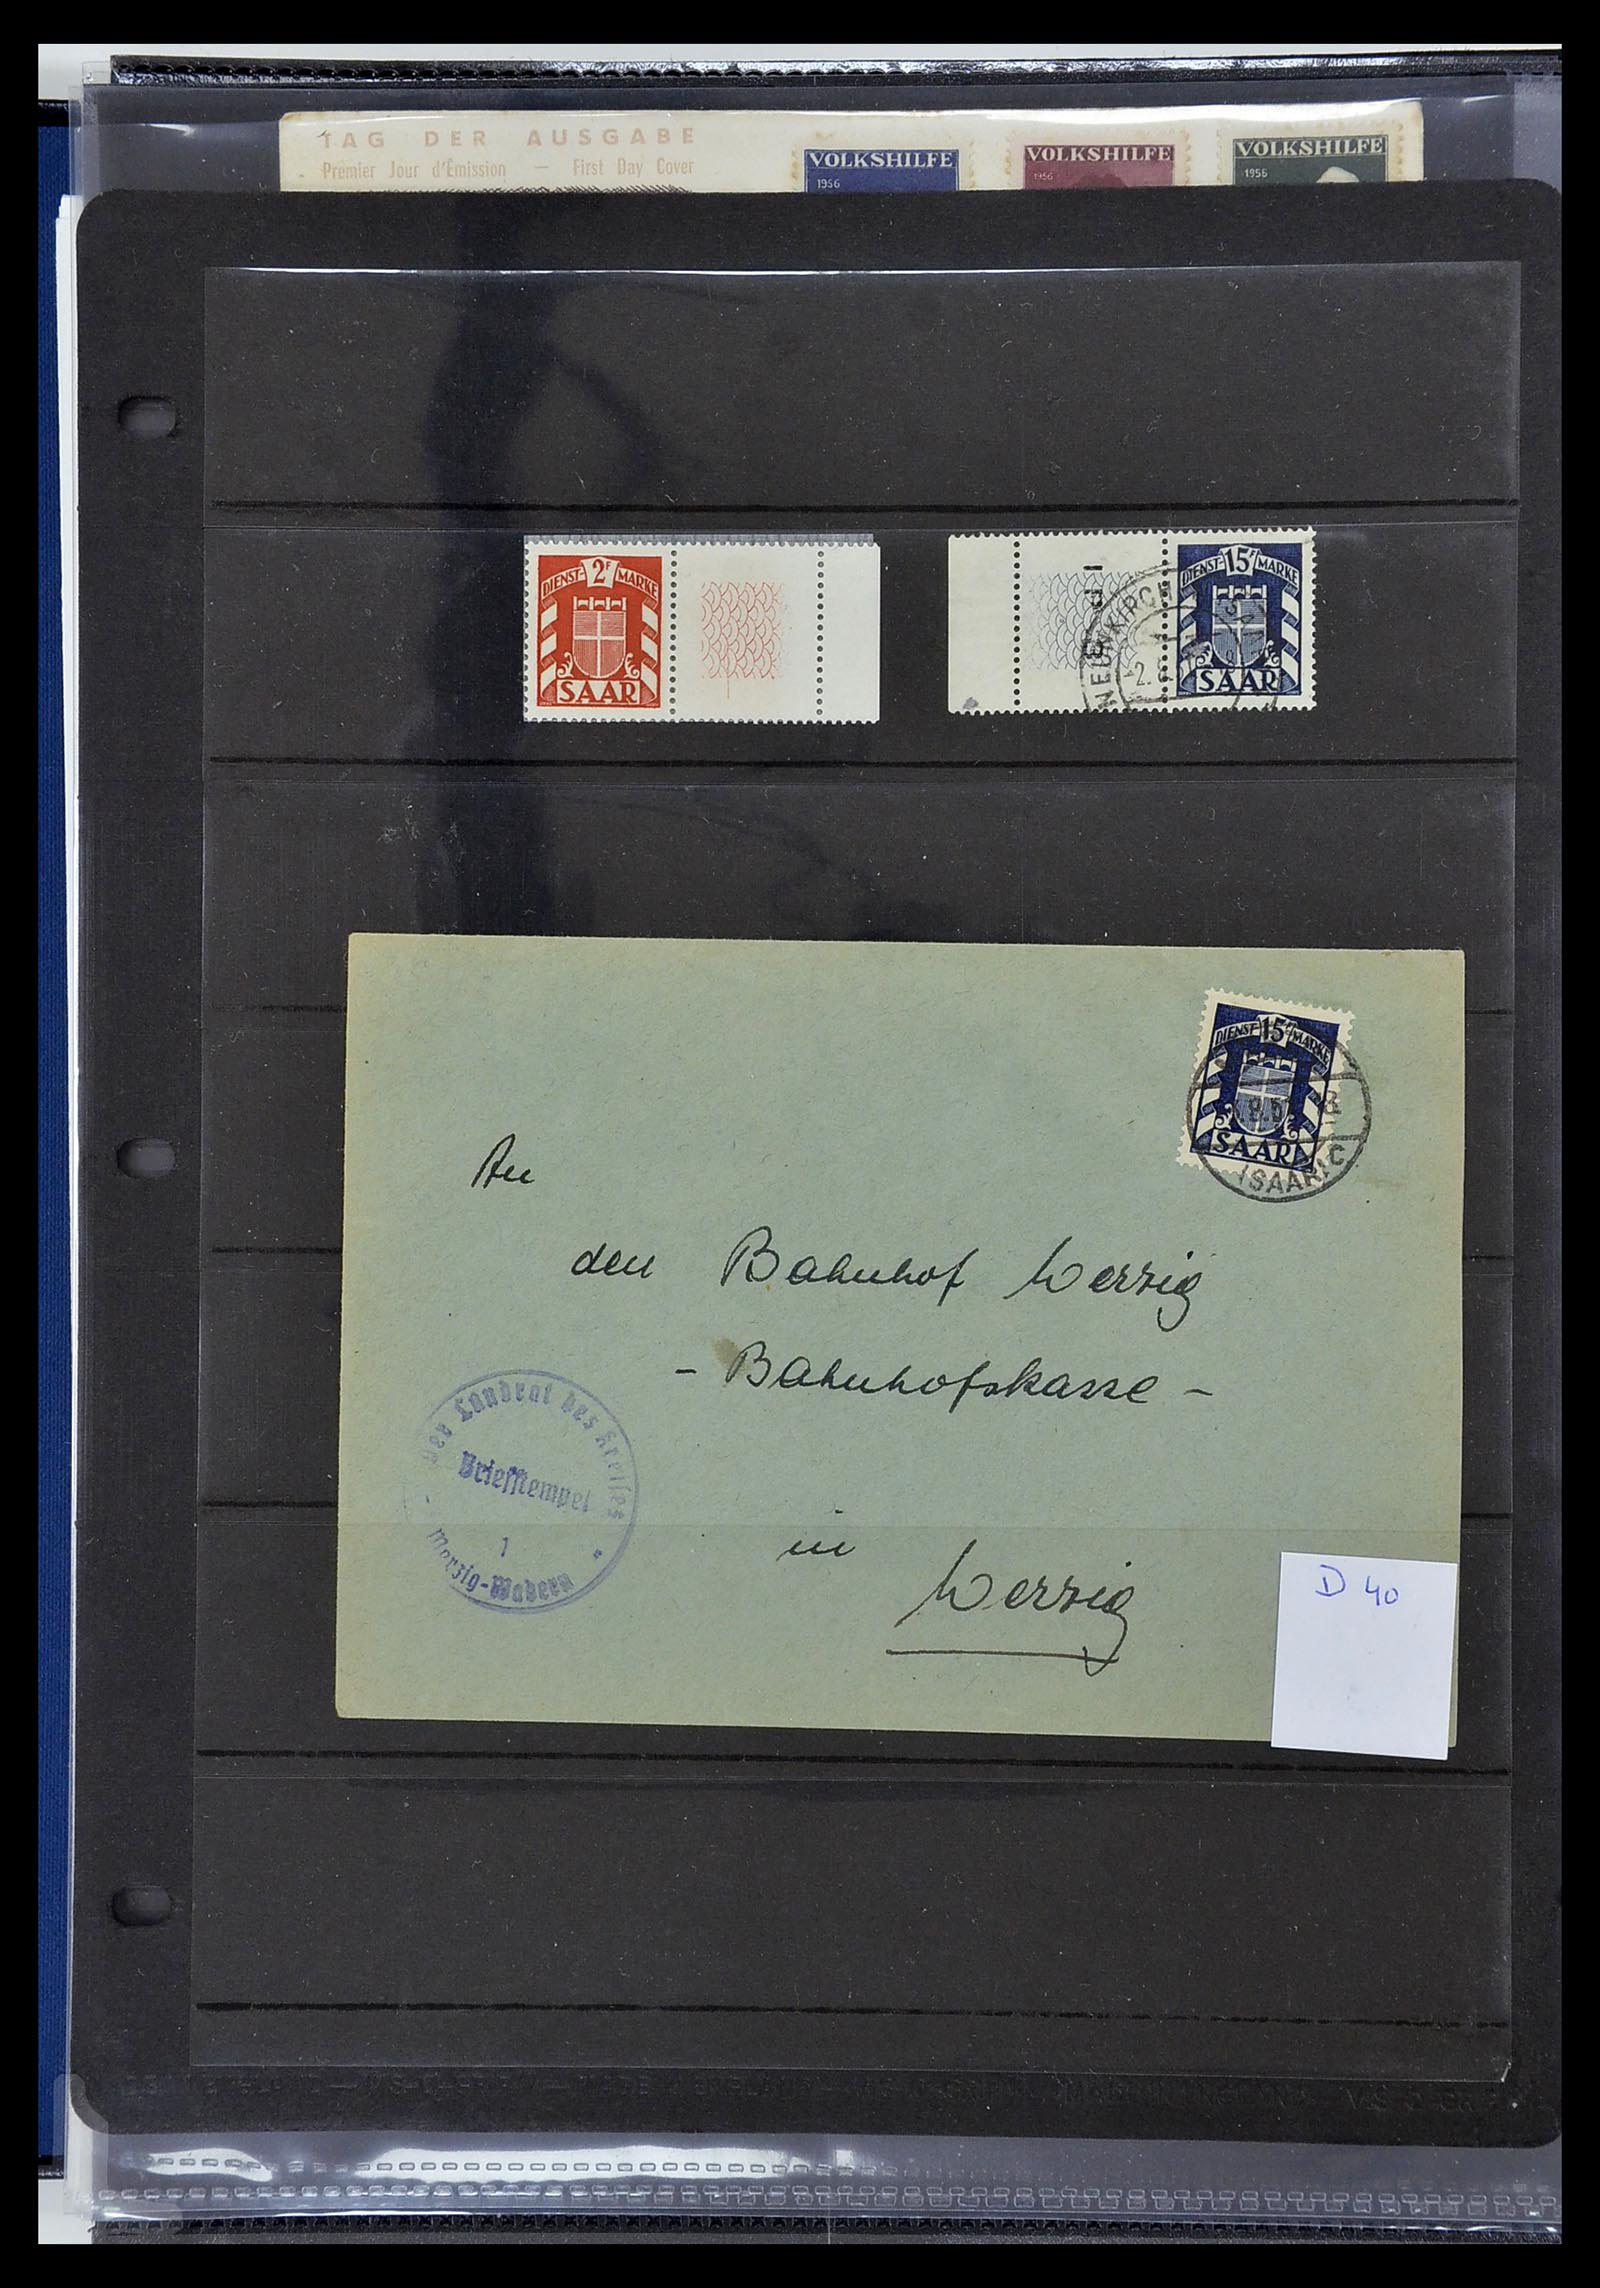 TAG DER AUSGABE
Premier Jour d'Émission — First Day Cover
VOLKSHILFE
1956
VOLKSHILFE
1956
VOLKSHILFE
1956
DIENST 2F MARKE
SAAR
DIENST 15F MARKE
SAAR
NEUNKIRCH
DIENST 15F MARKE
SAAR
(SAAR) C
An
den Bahnhof Merzig
- Bahnhofskasse -
in
Merzig
Der Landrat des Kreises
Briefstempel
1
Merzig-Wadern
D 40